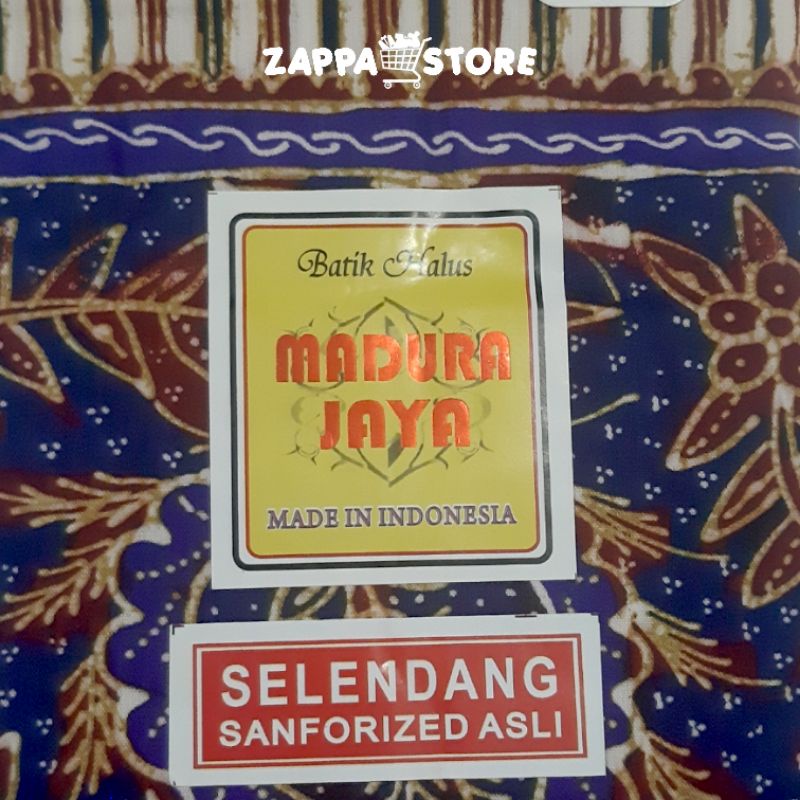 ZAPPA STORE
Batik Halus
MADURA
JAYA
MADE IN INDONESIA
SELENDANG
SANFORIZED ASLI